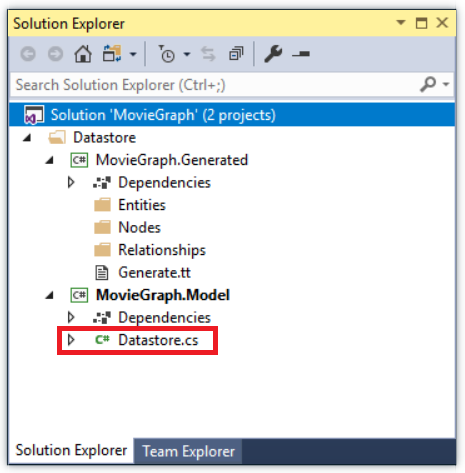 Solution Explorer
Search Solution Explorer (Ctrl+;)
Solution 'MovieGraph' (2 projects)
Datastore
C# MovieGraph.Generated
Dependencies
Entities
Nodes
Relationships
Generate.tt
C# MovieGraph.Model
Dependencies
C# Datastore.cs
Solution Explorer Team Explorer